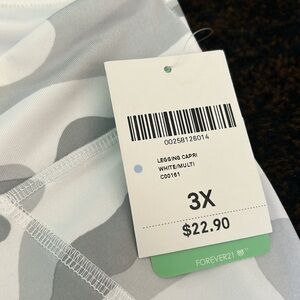 00258126014
LEGGING CAPRI
WHITE/MULTI
C00161
3X
$22.90
FOREVER21